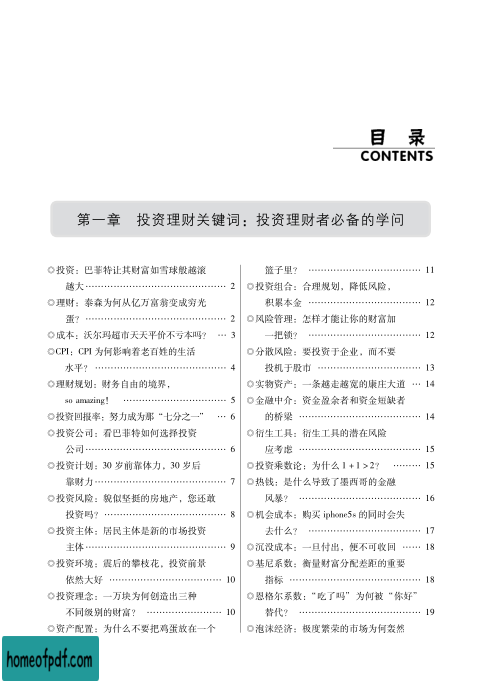 目 录
CONTENTS
第一章 投资理财关键词：投资理财者必备的学问
◎投资：巴菲特让其财富如雪球般越滚
越大 …………………………………… 2
◎理财：泰森为何从亿万富翁变成穷光
蛋？ …………………………………… 2
◎成本：沃尔玛超市天天平价不亏本吗？ … 3
◎CPI：CPI 为何影响着老百姓的生活
水平？ ………………………………… 4
◎理财规划：财务自由的境界，
so amazing！ …………………………… 5
◎投资回报率：努力成为那“七分之一” … 6
◎投资公司：看巴菲特如何选择投资
公司 …………………………………… 6
◎投资计划：30 岁前靠体力，30 岁后
靠财力 ………………………………… 7
◎投资风险：貌似坚挺的房地产，您还敢
投资吗？ ……………………………… 8
◎投资主体：居民主体是新的市场投资
主体 …………………………………… 9
◎投资环境：震后的攀枝花，投资前景
依然大好 ……………………………… 10
◎投资理念：一万块为何创造出三种
不同级别的财富？ …………………… 10
◎资产配置：为什么不要把鸡蛋放在一个
篮子里？ ……………………………… 11
◎投资组合：合理规划，降低风险，
积累本金 ……………………………… 12
◎风险管理：怎样才能让你的财富加
一把锁？ ……………………………… 12
◎分散风险：要投资于企业，而不要
投机于股市 …………………………… 13
◎实物资产：一条越走越宽的康庄大道 … 14
◎金融中介：资金盈余者和资金短缺者
的桥梁 ………………………………… 14
◎衍生工具：衍生工具的潜在风险
应考虑 ………………………………… 15
◎投资乘数论：为什么 1＋1＞2？ ……… 15
◎热钱：是什么导致了墨西哥的金融
风暴？ ………………………………… 16
◎机会成本：购买 iphone5s 的同时会失
去什么？ ……………………………… 17
◎沉没成本：一旦付出，便不可收回 …… 18
◎基尼系数：衡量财富分配差距的重要
指标 …………………………………… 18
◎恩格尔系数：“吃了吗”为何被“你好”
替代？ ………………………………… 19
◎泡沫经济：极度繁荣的市场为何轰然
homeofpdf.com